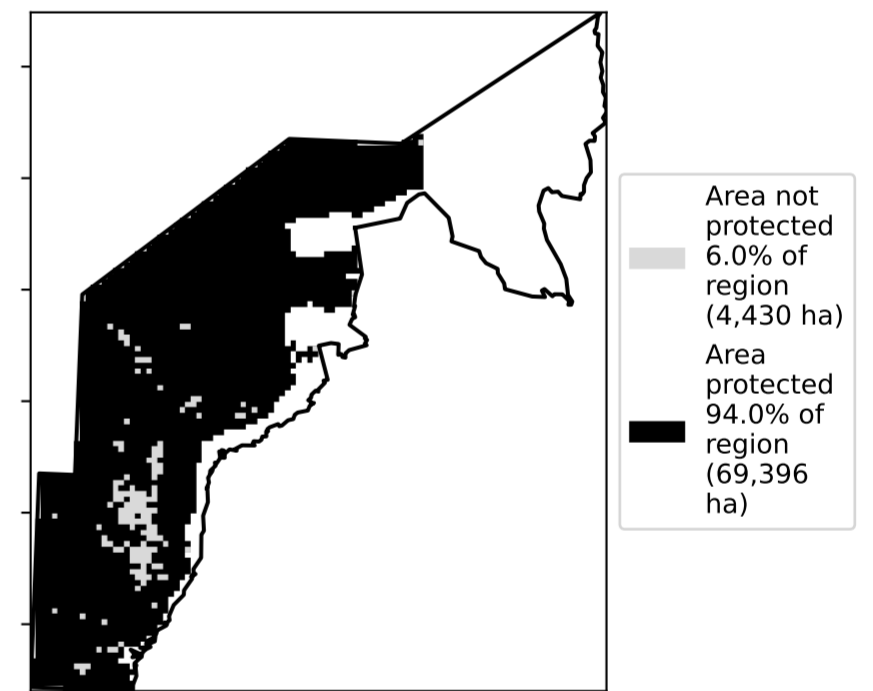 Area not
protected
6.0% of
region
(4,430 ha)
Area
protected
94.0% of
region
(69,396
ha)